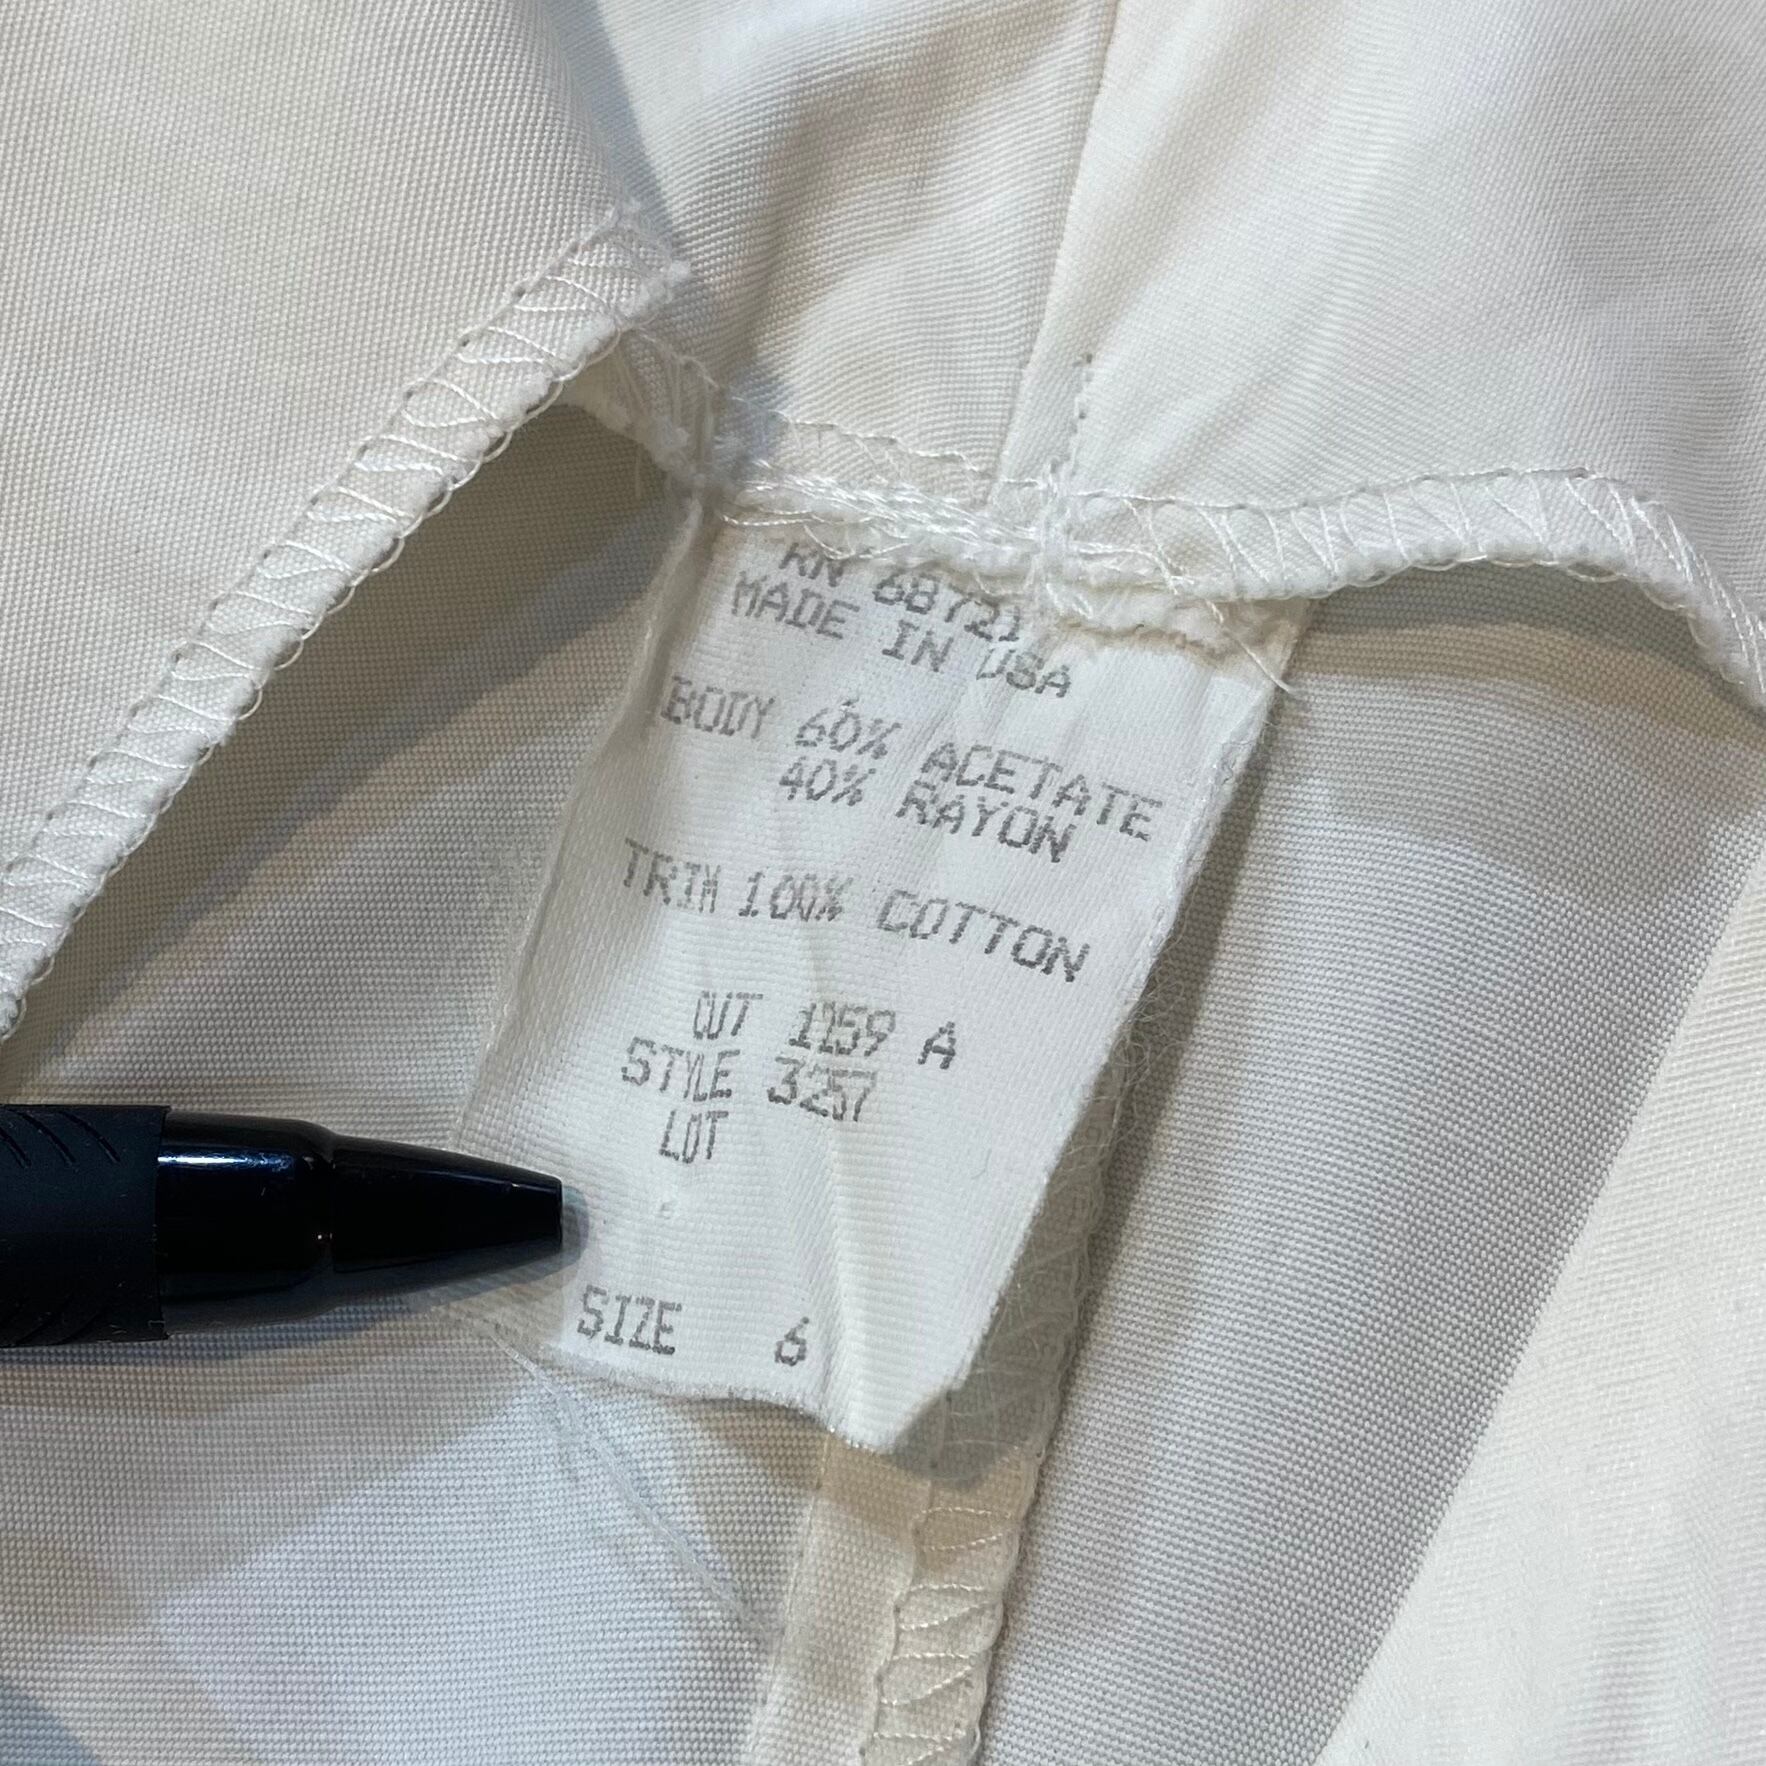 RN 68721
MADE IN USA
BODY 60% ACETATE
40% RAYON
TRIM 100% COTTON
CUT 1159 A
STYLE 3257
LOT
SIZE 6